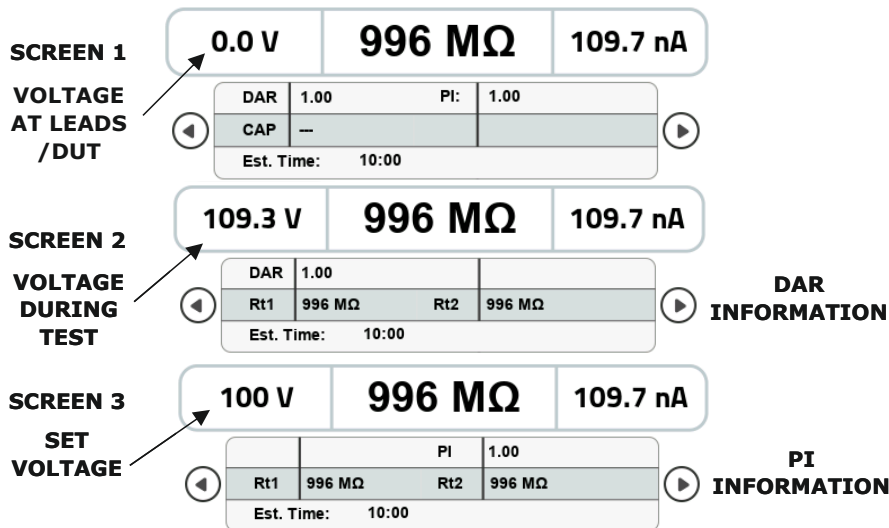 SCREEN 1
VOLTAGE
AT LEADS
/DUT
0.0 V 996 MΩ 109.7 nA
DAR 1.00 PI: 1.00
CAP ---
Est. Time: 10:00
SCREEN 2
VOLTAGE
DURING
TEST
109.3 V 996 MΩ 109.7 nA
DAR 1.00
Rt1 996 MΩ Rt2 996 MΩ
Est. Time: 10:00
DAR
INFORMATION
SCREEN 3
SET
VOLTAGE
100 V 996 MΩ 109.7 nA
PI 1.00
Rt1 996 MΩ Rt2 996 MΩ
Est. Time: 10:00
PI
INFORMATION